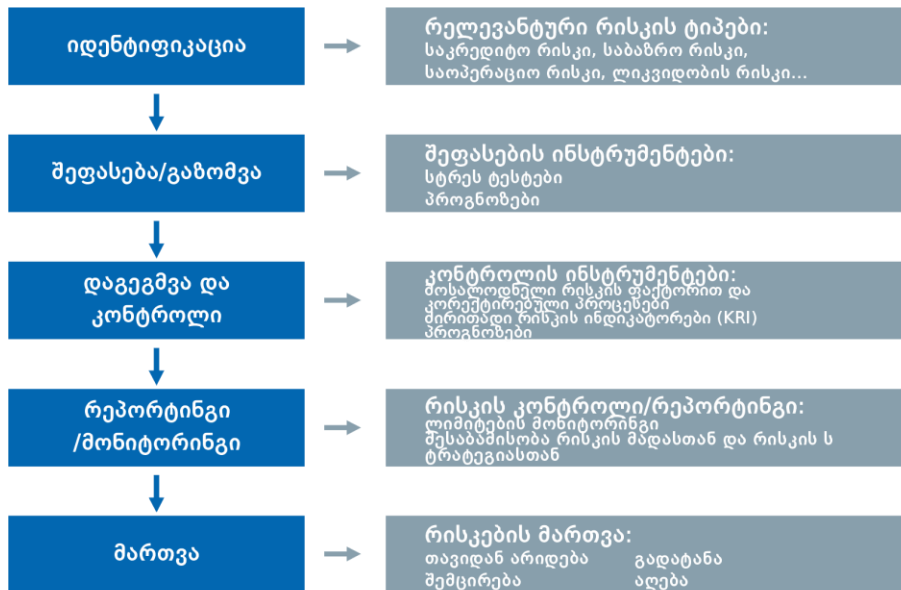 იდენტიფიკაცია
რელევანტური რისკის ტიპები:
საკრედიტო რისკი, საბაზრო რისკი,
საოპერაციო რისკი, ლიკვიდობის რისკი...
შეფასება/გაზომვა
შეფასების ინსტრუმენტები:
სტრეს ტესტები
პროგნოზები
დაგეგმვა და
კონტროლი
კონტროლის ინსტრუმენტები:
მოსალოდნელი რისკის ფაქტორით და
კორექტირებული პროცესები
ძირითადი რისკის ინდიკატორები (KRI)
პროგნოზები
რეპორტინგი
/მონიტორინგი
რისკის კონტროლი/რეპორტინგი:
ლიმიტების მონიტორინგი
შესაბამისობა რისკის მადასთან და რისკის ს
ტრატეგიასთან
მართვა
რისკების მართვა:
თავიდან არიდება გადატანა
შემცირება აღება